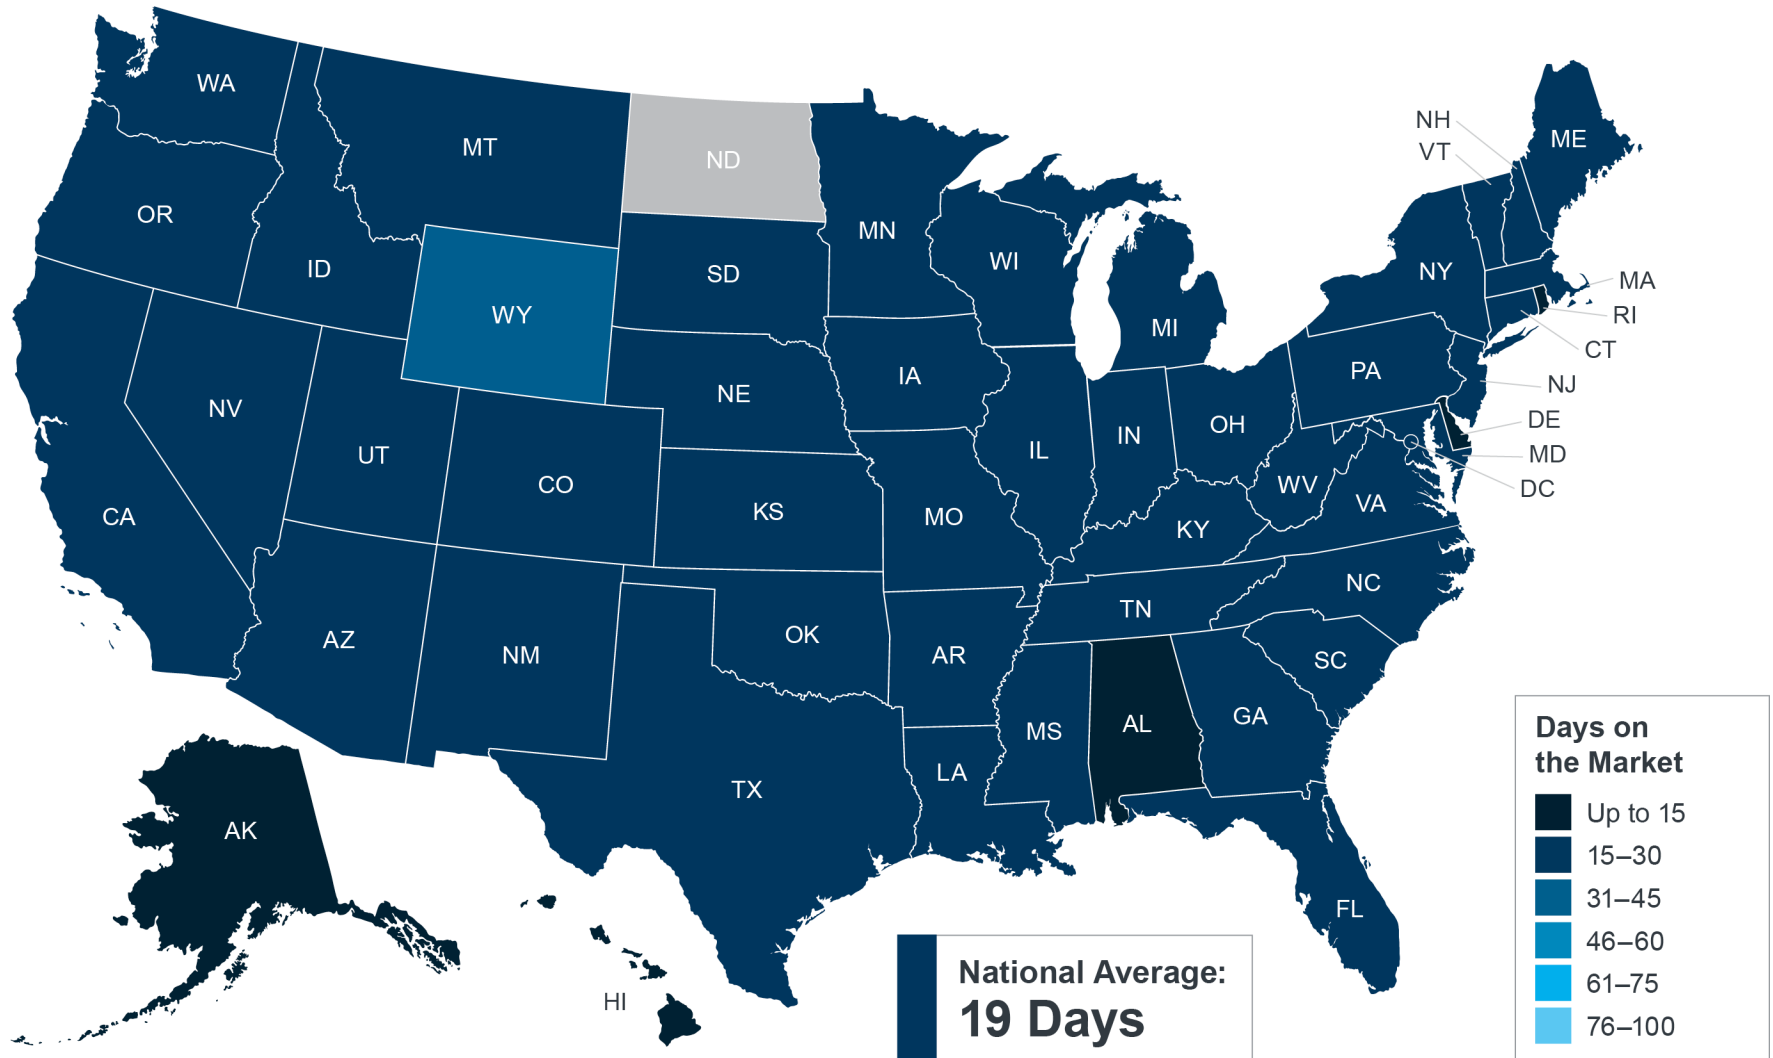 WA
MT
ND
OR
ID
WY
SD
MN
WI
MI
NH
VT
ME
NY
MA
RI
CT
NJ
DE
MD
DC
PA
NV
UT
CO
NE
IA
IL
IN
OH
WV
VA
CA
KS
MO
KY
NC
TN
AZ
NM
OK
AR
SC
MS
AL
GA
LA
TX
FL
AK
HI
Days on
the Market
Up to 15
15–30
31–45
46–60
61–75
76–100
National Average:
19 Days